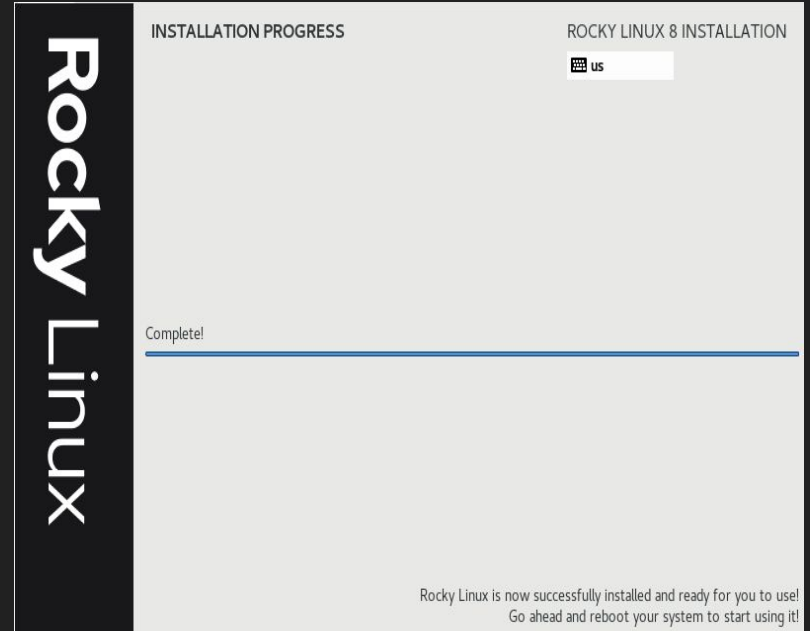 Rocky Linux
INSTALLATION PROGRESS
ROCKY LINUX 8 INSTALLATION
us
Complete!
Rocky Linux is now successfully installed and ready for you to use!
Go ahead and reboot your system to start using it!